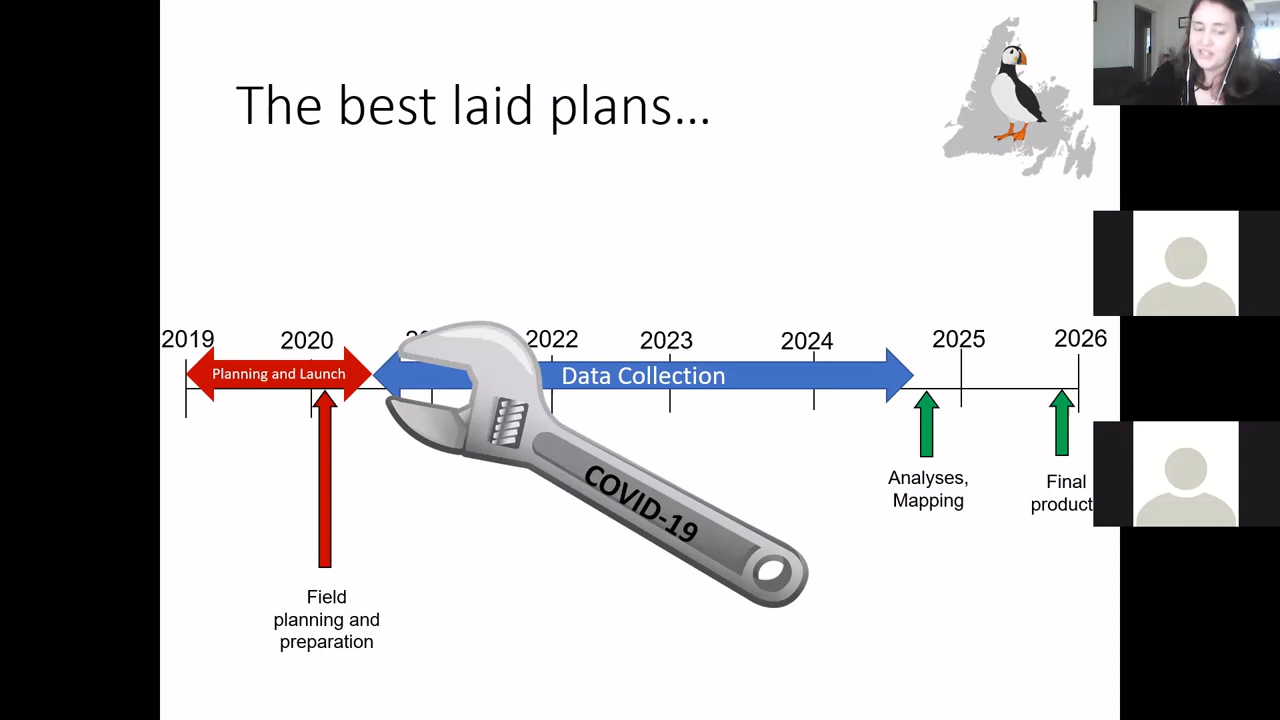 The best laid plans...
2019
2020
2022
2023
2024
2025
2026
Planning and Launch
Data Collection
COVID-19
Analyses,
Mapping
Final
product
Field
planning and
preparation